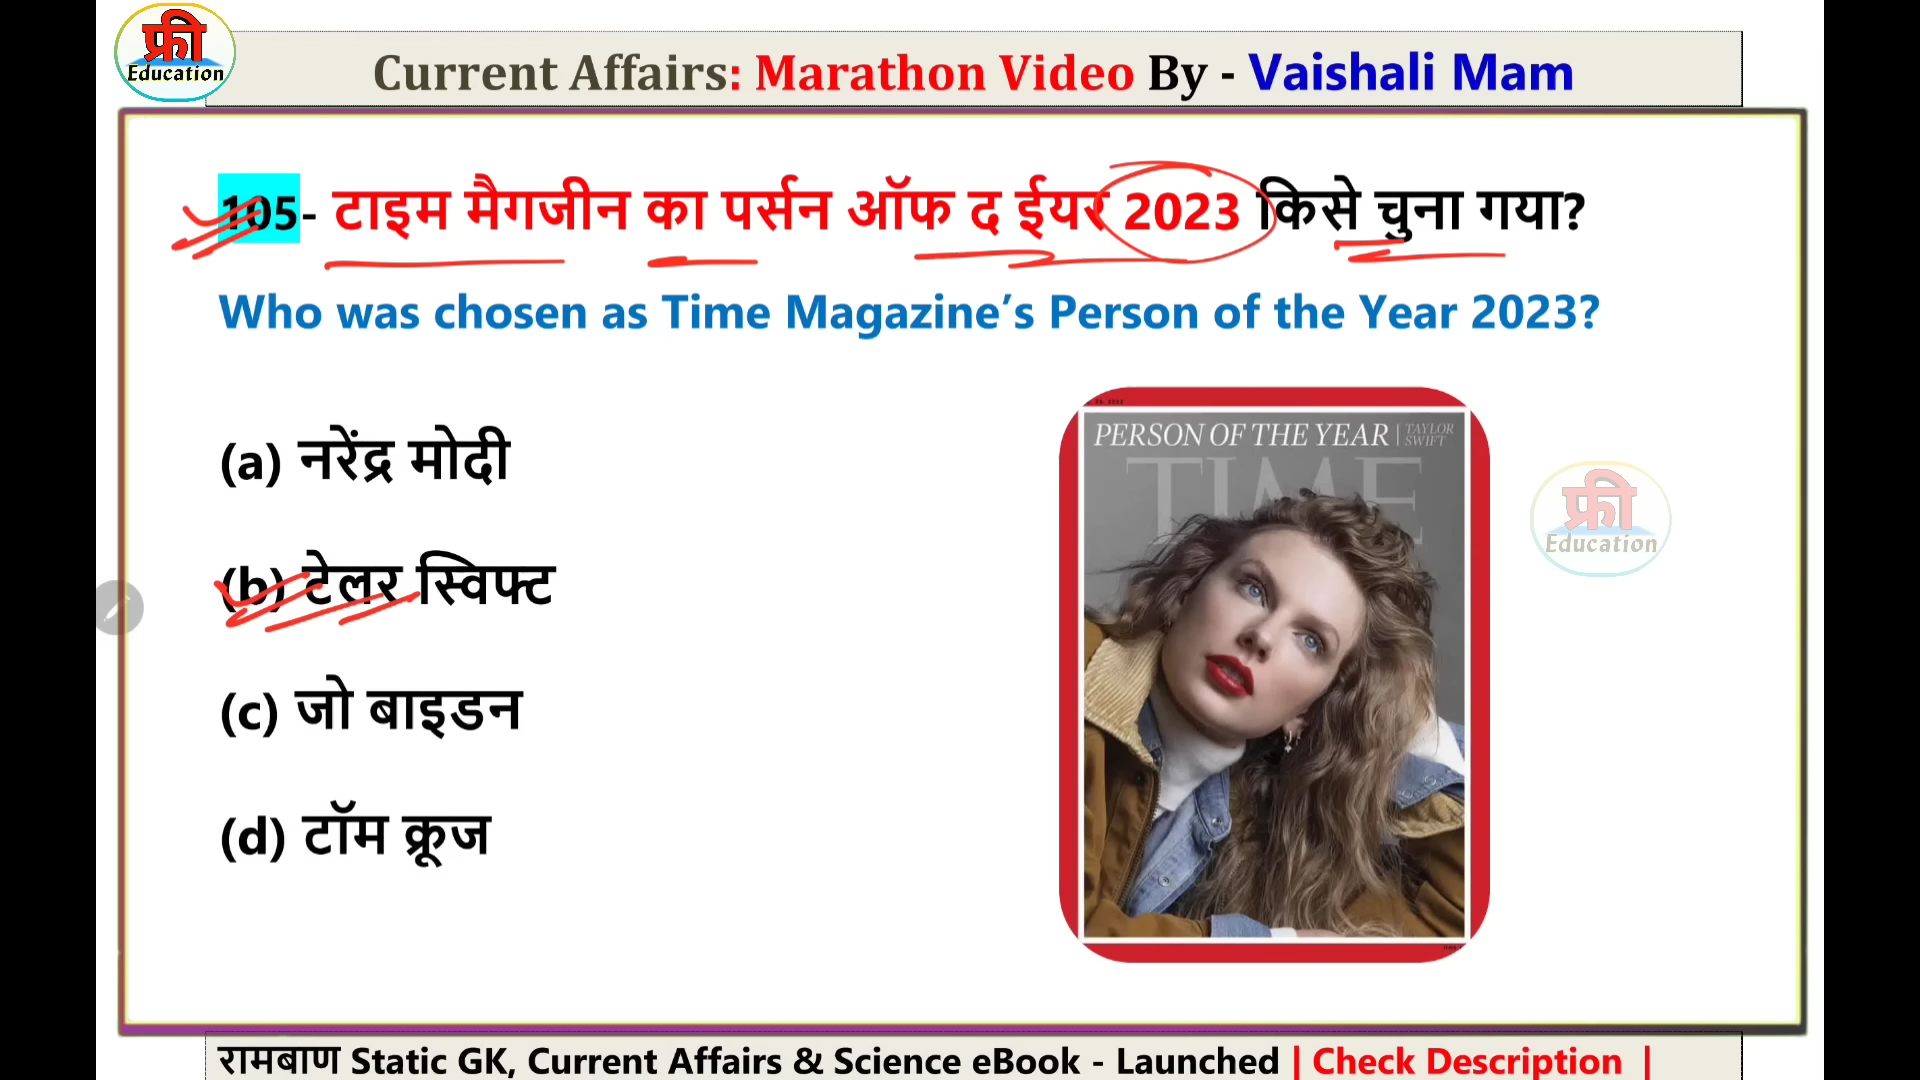 फ्री
Education
Current Affairs: Marathon Video By - Vaishali Mam
105- टाइम मैगजीन का पर्सन ऑफ द ईयर 2023 किसे चुना गया?
Who was chosen as Time Magazine’s Person of the Year 2023?
(a) नरेंद्र मोदी
(b) टेलर स्विफ्ट
(c) जो बाइडन
(d) टॉम क्रूज
PERSON OF THE YEAR | TAYLOR SWIFT
TIME
फ्री
Education
रामबाण Static GK, Current Affairs & Science eBook - Launched | Check Description |